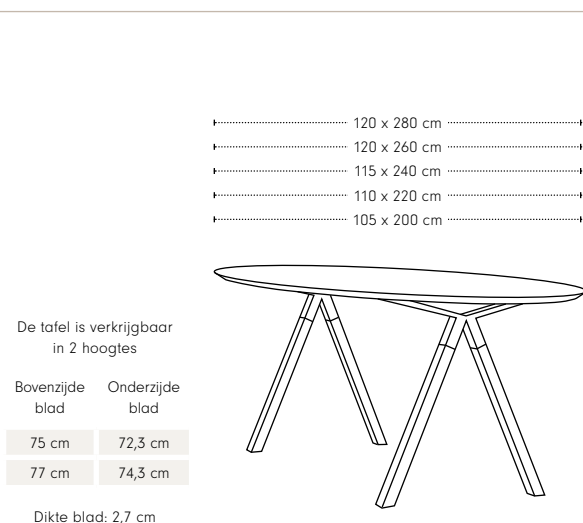 120 x 280 cm
120 x 260 cm
115 x 240 cm
110 x 220 cm
105 x 200 cm
De tafel is verkrijgbaar
in 2 hoogtes
Bovenzijde Onderzijde
blad blad
75 cm 72,3 cm
77 cm 74,3 cm
Dikte blad: 2,7 cm